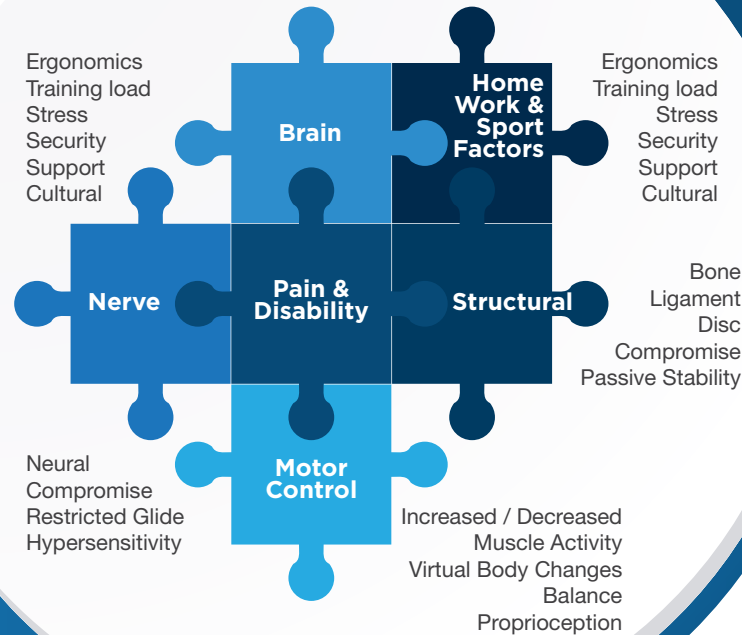 Ergonomics
Training load
Stress
Security
Support
Cultural
Brain
Home
Work &
Sport
Factors
Ergonomics
Training load
Stress
Security
Support
Cultural
Nerve
Pain &
Disability
Structural
Bone
Ligament
Disc
Compromise
Passive Stability
Neural
Compromise
Restricted Glide
Hypersensitivity
Motor
Control
Increased / Decreased
Muscle Activity
Virtual Body Changes
Balance
Proprioception